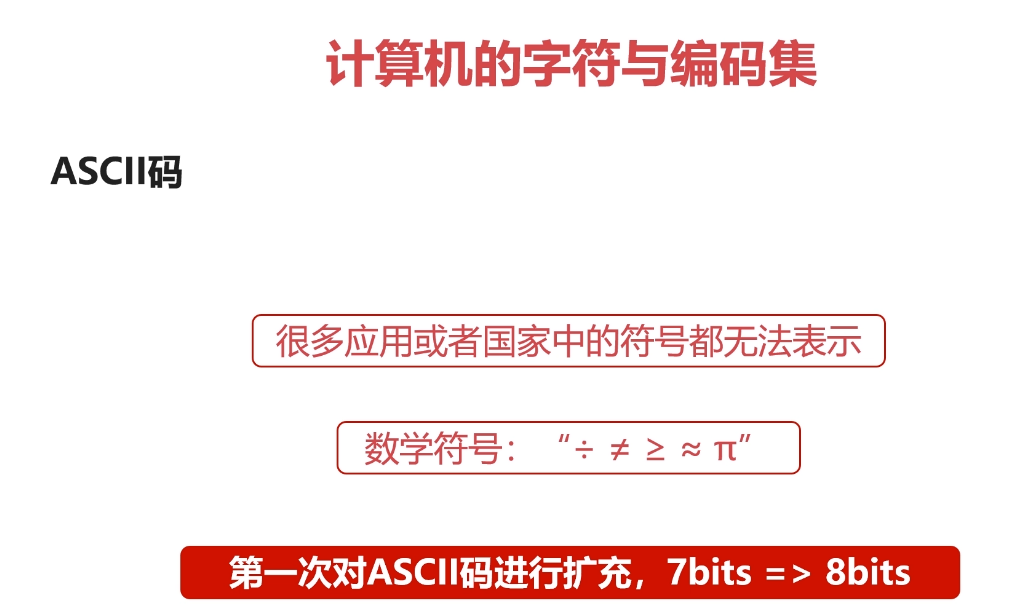 计算机的字符与编码集
ASCII码
很多应用或者国家中的符号都无法表示
数学符号：“÷ ≠ ≥ ≈ π”
第一次对ASCII码进行扩充，7bits => 8bits